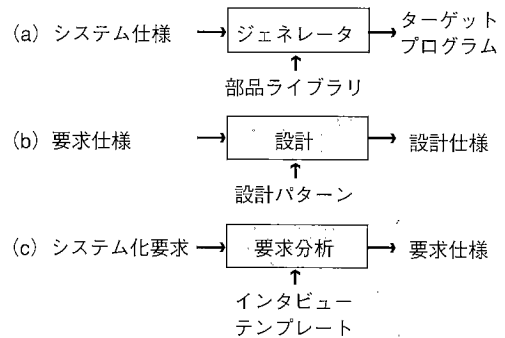 (a) システム仕様 ジェネレータ ターゲット
プログラム
部品ライブラリ
(b) 要求仕様 設計 設計仕様
設計パターン
(c) システム化要求 要求分析 要求仕様
インタビュー
テンプレート